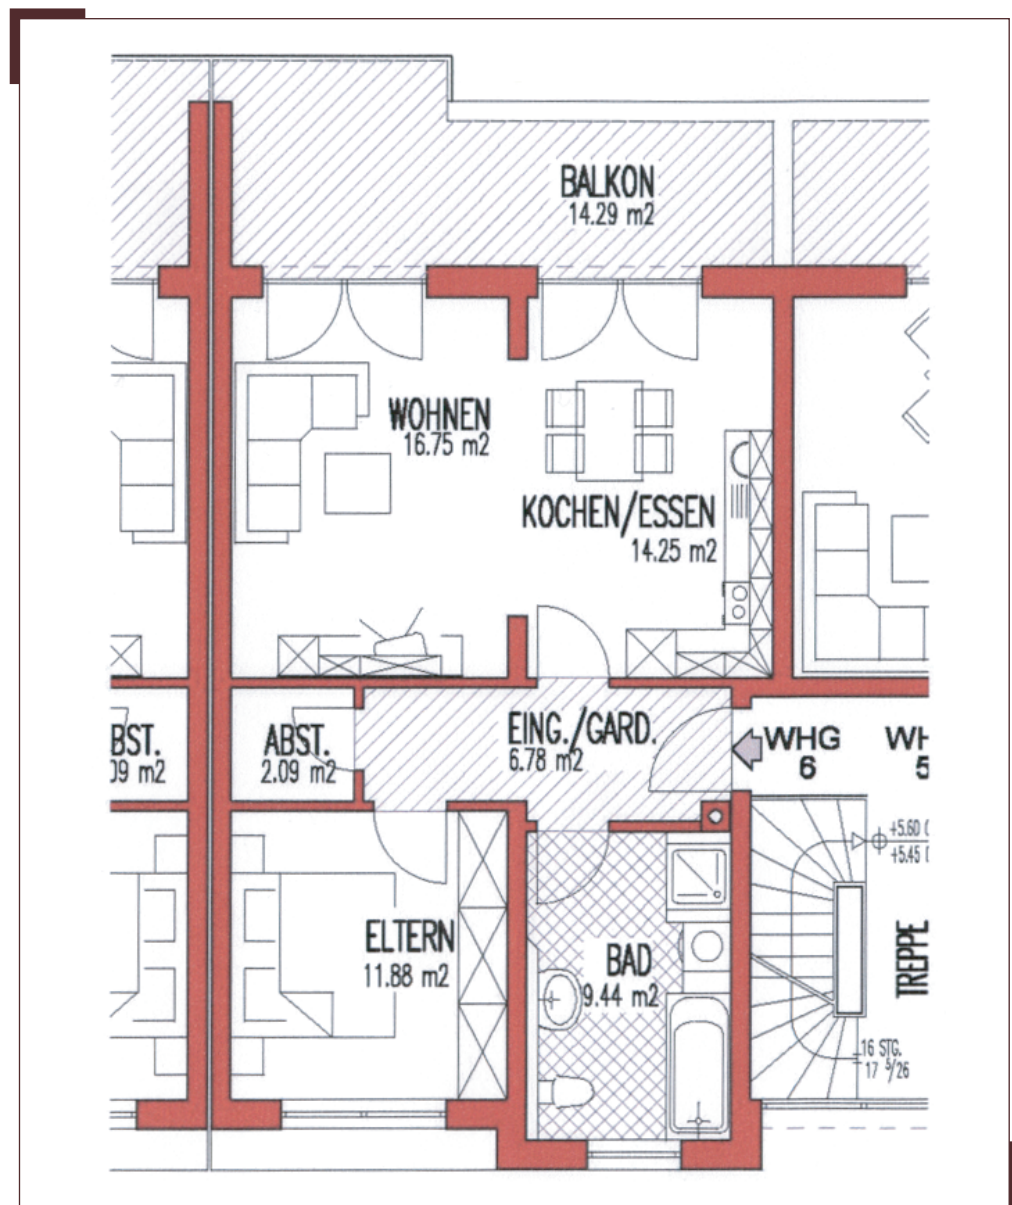 BALKON
14.29 m2
WOHNEN
16.75 m2
KOCHEN/ESSEN
14.25 m2
BST.
09 m2
ABST.
2.09 m2
EING./GARD.
6.78 m2
WHG
6
WH
5
+5.60
+5.45
ELTERN
11.88 m2
BAD
9.44 m2
TREPPE
16 STG.
17 5/26